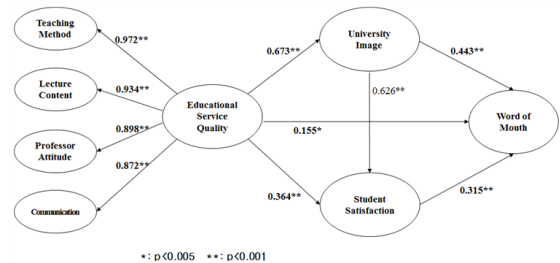 Teaching
Method
0.972**
Lecture
Content
0.934**
Professor
Attitude
0.898**
Communication
0.872**
Educational
Service
Quality
0.673**
0.155*
0.364**
University
Image
0.626**
0.443**
Student
Satisfaction
0.315**
Word of
Mouth
*: p<0.005 **: p<0.001